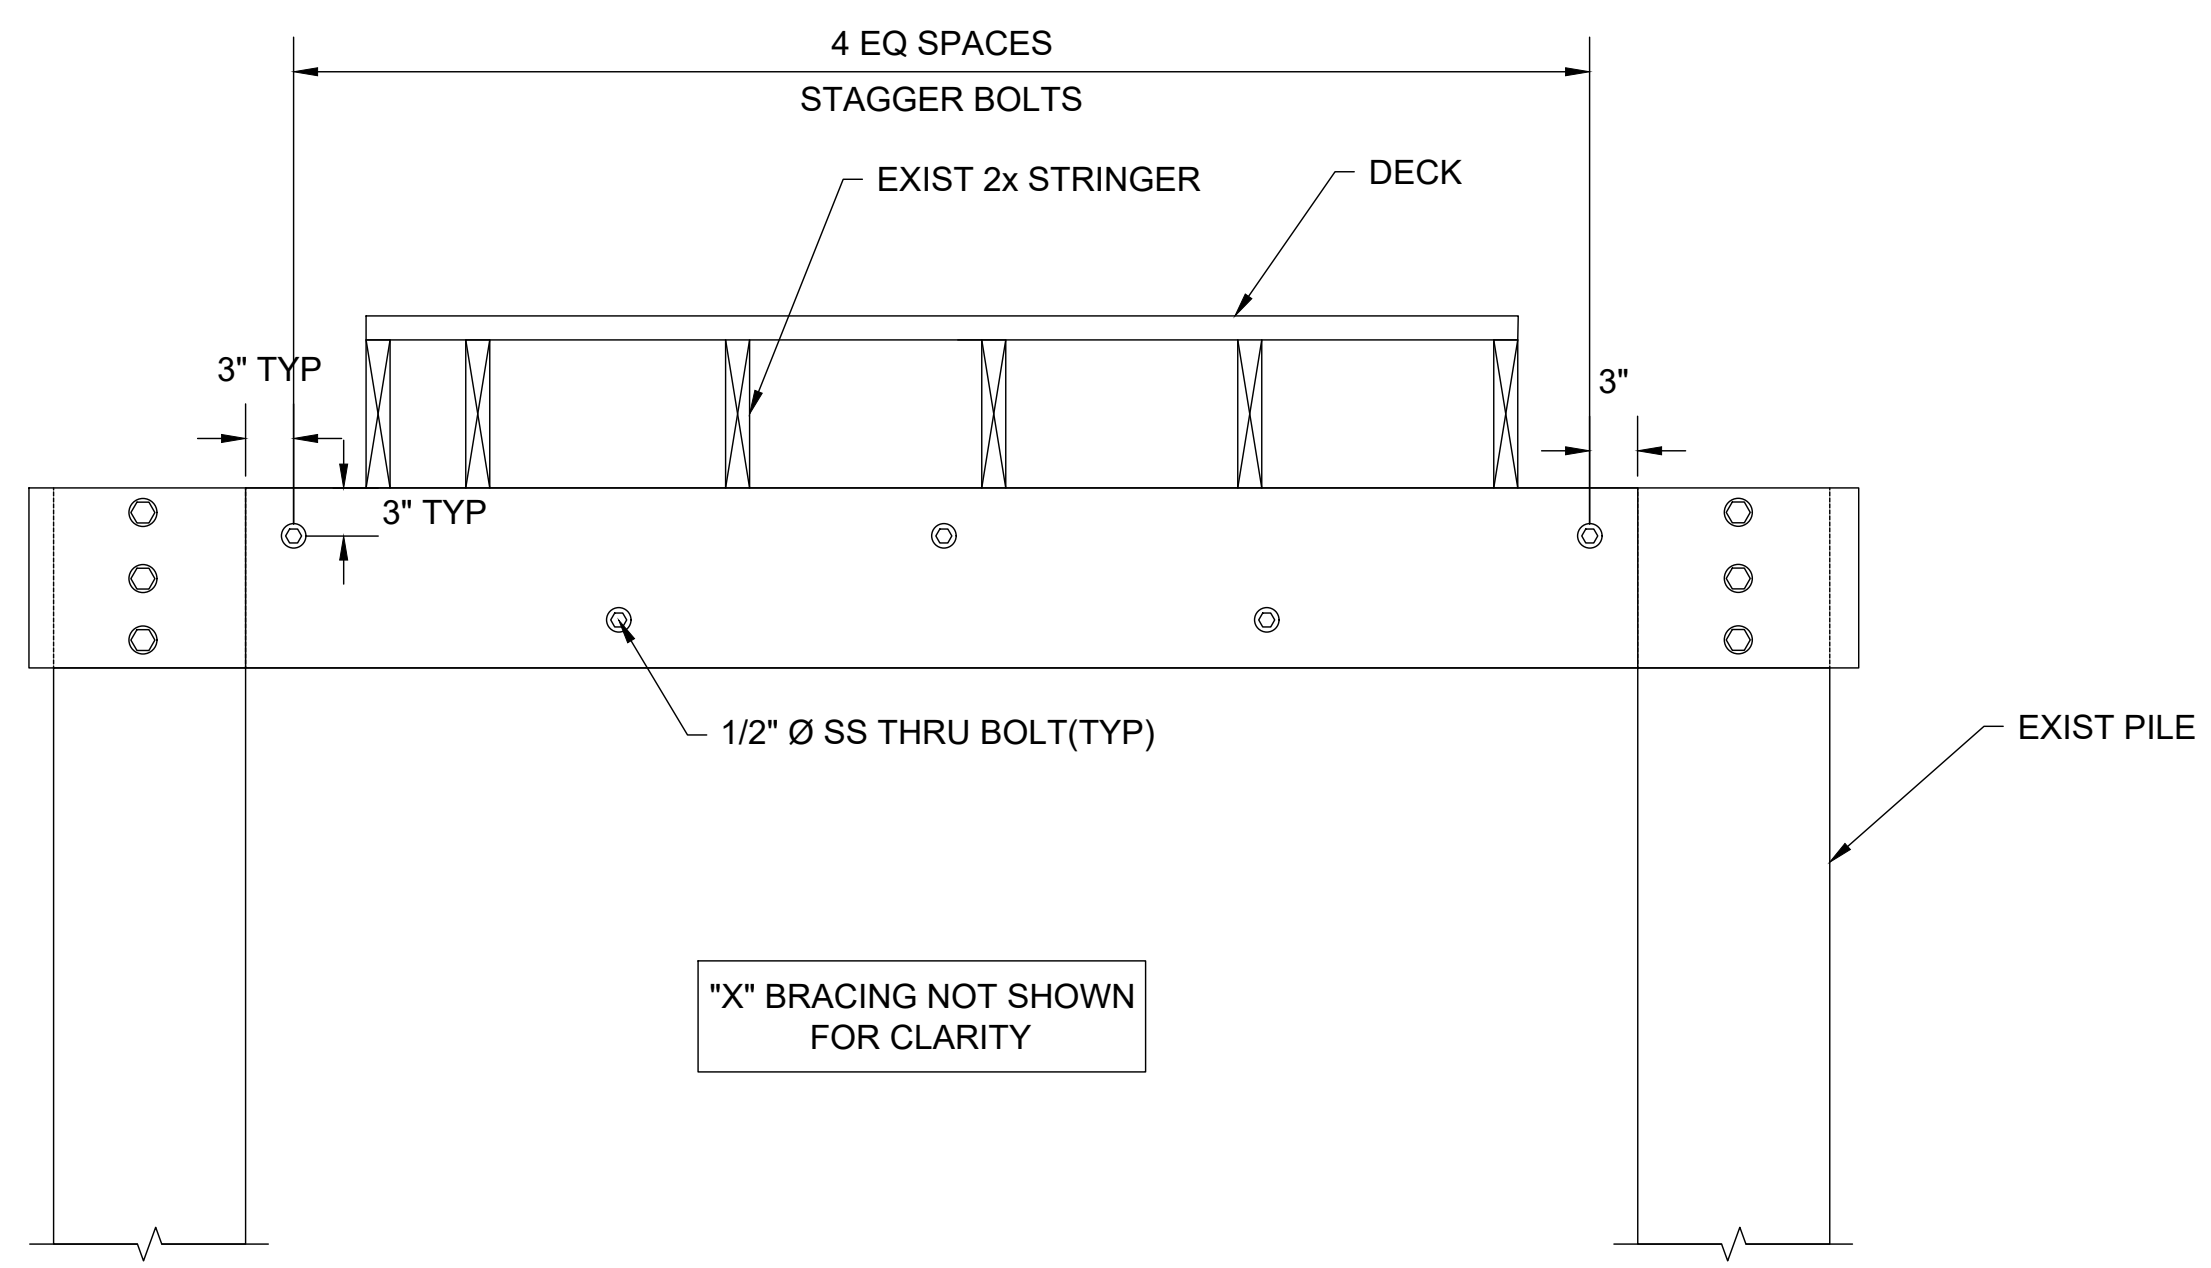 4 EQ SPACES
STAGGER BOLTS
EXIST 2x STRINGER
DECK
3" TYP
3"
3" TYP
1/2" Ø SS THRU BOLT(TYP)
EXIST PILE
"X" BRACING NOT SHOWN
FOR CLARITY